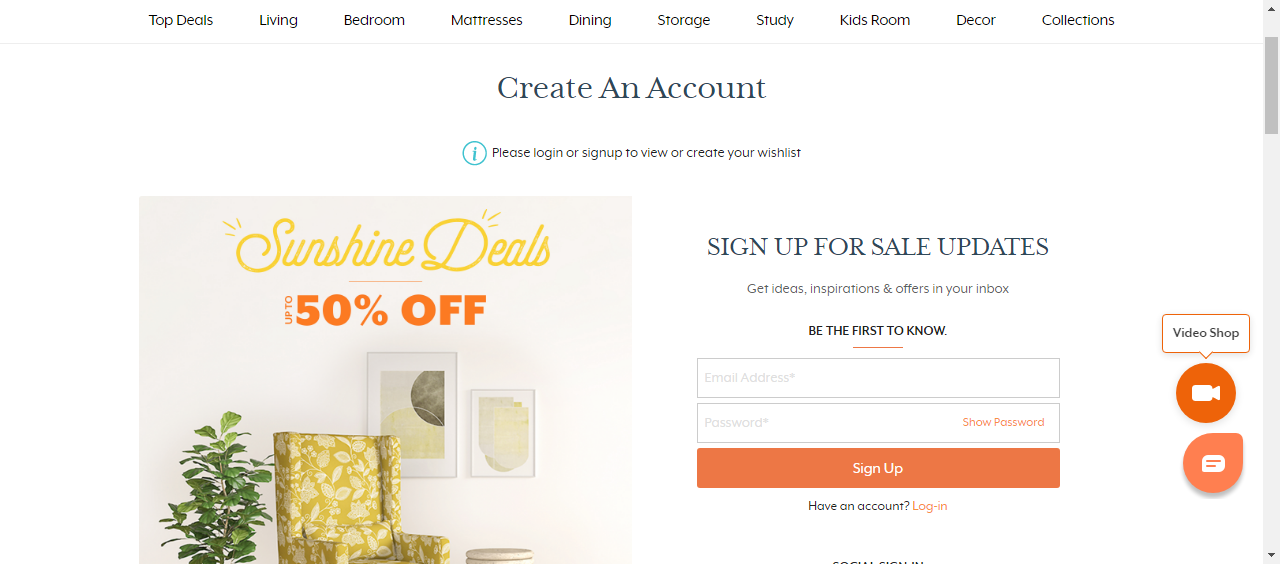 Top Deals Living Bedroom Mattresses Dining Storage Study Kids Room Decor Collections
Create An Account
i Please login or signup to view or create your wishlist
Sunshine Deals
UP TO 50% OFF
SIGN UP FOR SALE UPDATES
Get ideas, inspirations & offers in your inbox
BE THE FIRST TO KNOW.
Email Address*
Password* Show Password
Sign Up
Have an account? Log-in
SOCIAL SIGN IN
Video Shop